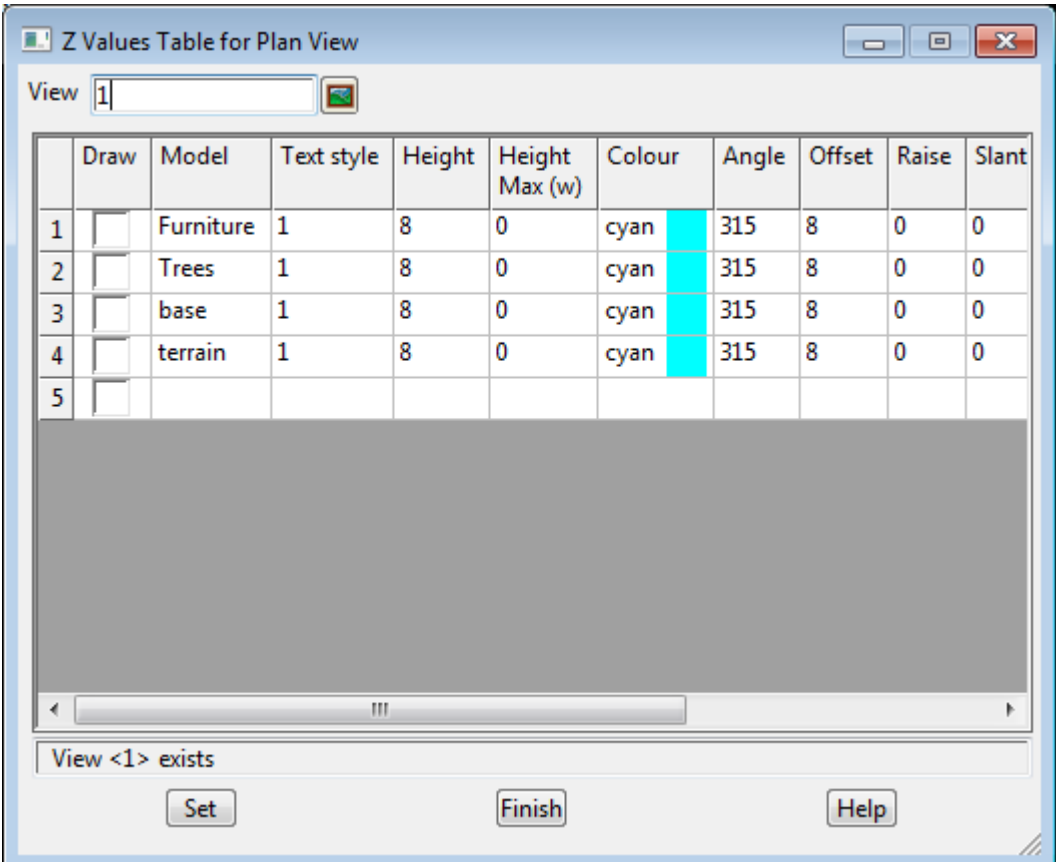 Z Values Table for Plan View
View 1
Draw Model Text style Height Height Max (w) Colour Angle Offset Raise Slant
1 Furniture 1 8 0 cyan 315 8 0 0
2 Trees 1 8 0 cyan 315 8 0 0
3 base 1 8 0 cyan 315 8 0 0
4 terrain 1 8 0 cyan 315 8 0 0
5
View <1> exists
Set Finish Help